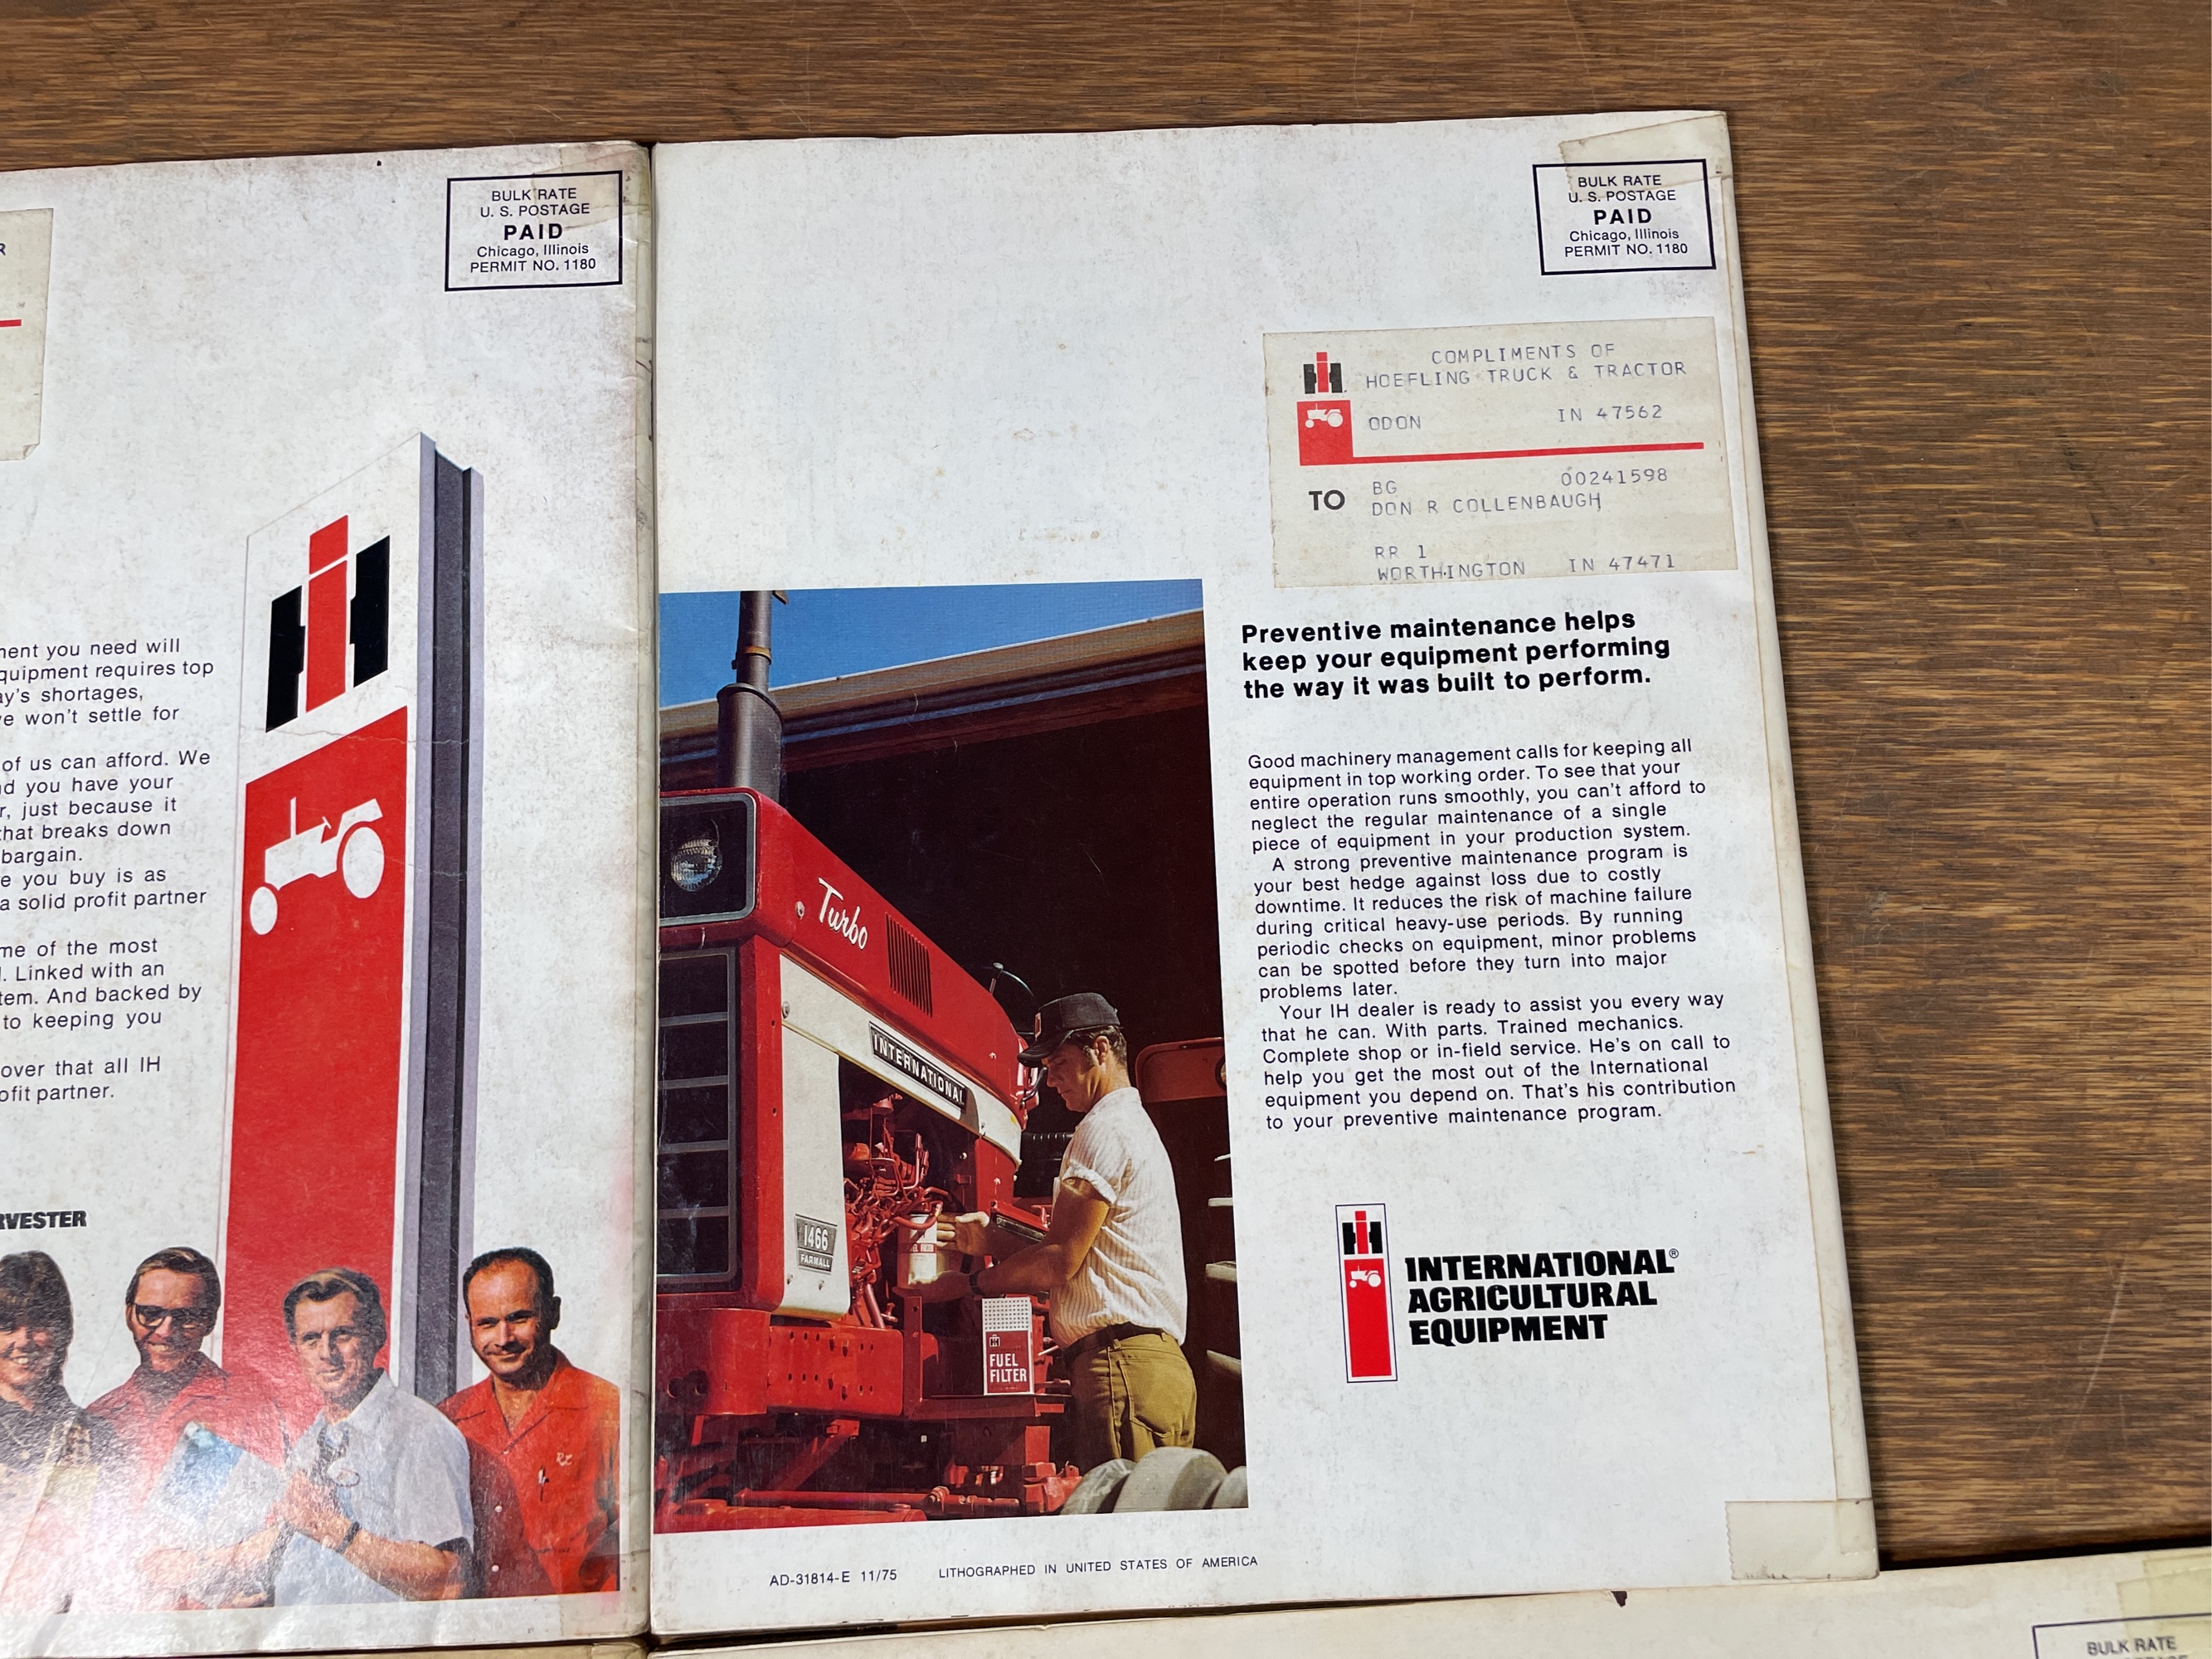 R
BULK RATE
U. S. POSTAGE
PAID
Chicago, Illinois
PERMIT NO. 1180
ment you need will
quipment requires top
ay's shortages,
e won't settle for
of us can afford. We
nd you have your
r, just because it
that breaks down
bargain.
e you buy is as
a solid profit partner
me of the most
. Linked with an
tem. And backed by
to keeping you
over that all IH
ofit partner.
RVESTER
BULK RATE
U. S. POSTAGE
PAID
Chicago, Illinois
PERMIT NO. 1180
COMPLIMENTS OF
HOEFLING TRUCK & TRACTOR
ODON IN 47562
TO
BG 00241598
DON R COLLENBAUGH
RR 1
WORTHINGTON IN 47471
Preventive maintenance helps
keep your equipment performing
the way it was built to perform.
Good machinery management calls for keeping all
equipment in top working order. To see that your
entire operation runs smoothly, you can't afford to
neglect the regular maintenance of a single
piece of equipment in your production system.
A strong preventive maintenance program is
your best hedge against loss due to costly
downtime. It reduces the risk of machine failure
during critical heavy-use periods. By running
periodic checks on equipment, minor problems
can be spotted before they turn into major
problems later.
Your IH dealer is ready to assist you every way
that he can. With parts. Trained mechanics.
Complete shop or in-field service. He's on call to
help you get the most out of the International
equipment you depend on. That's his contribution
to your preventive maintenance program.
Turbo
INTERNATIONAL
1466
FARMALL
FUEL
FILTER
INTERNATIONAL®
AGRICULTURAL
EQUIPMENT
AD-31814-E 11/75 LITHOGRAPHED IN UNITED STATES OF AMERICA
BULK RATE